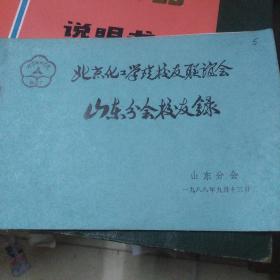 说明书
5
北京化工学院校友联谊会
山东分会校友录
山东分会
一九八八年九月十三日